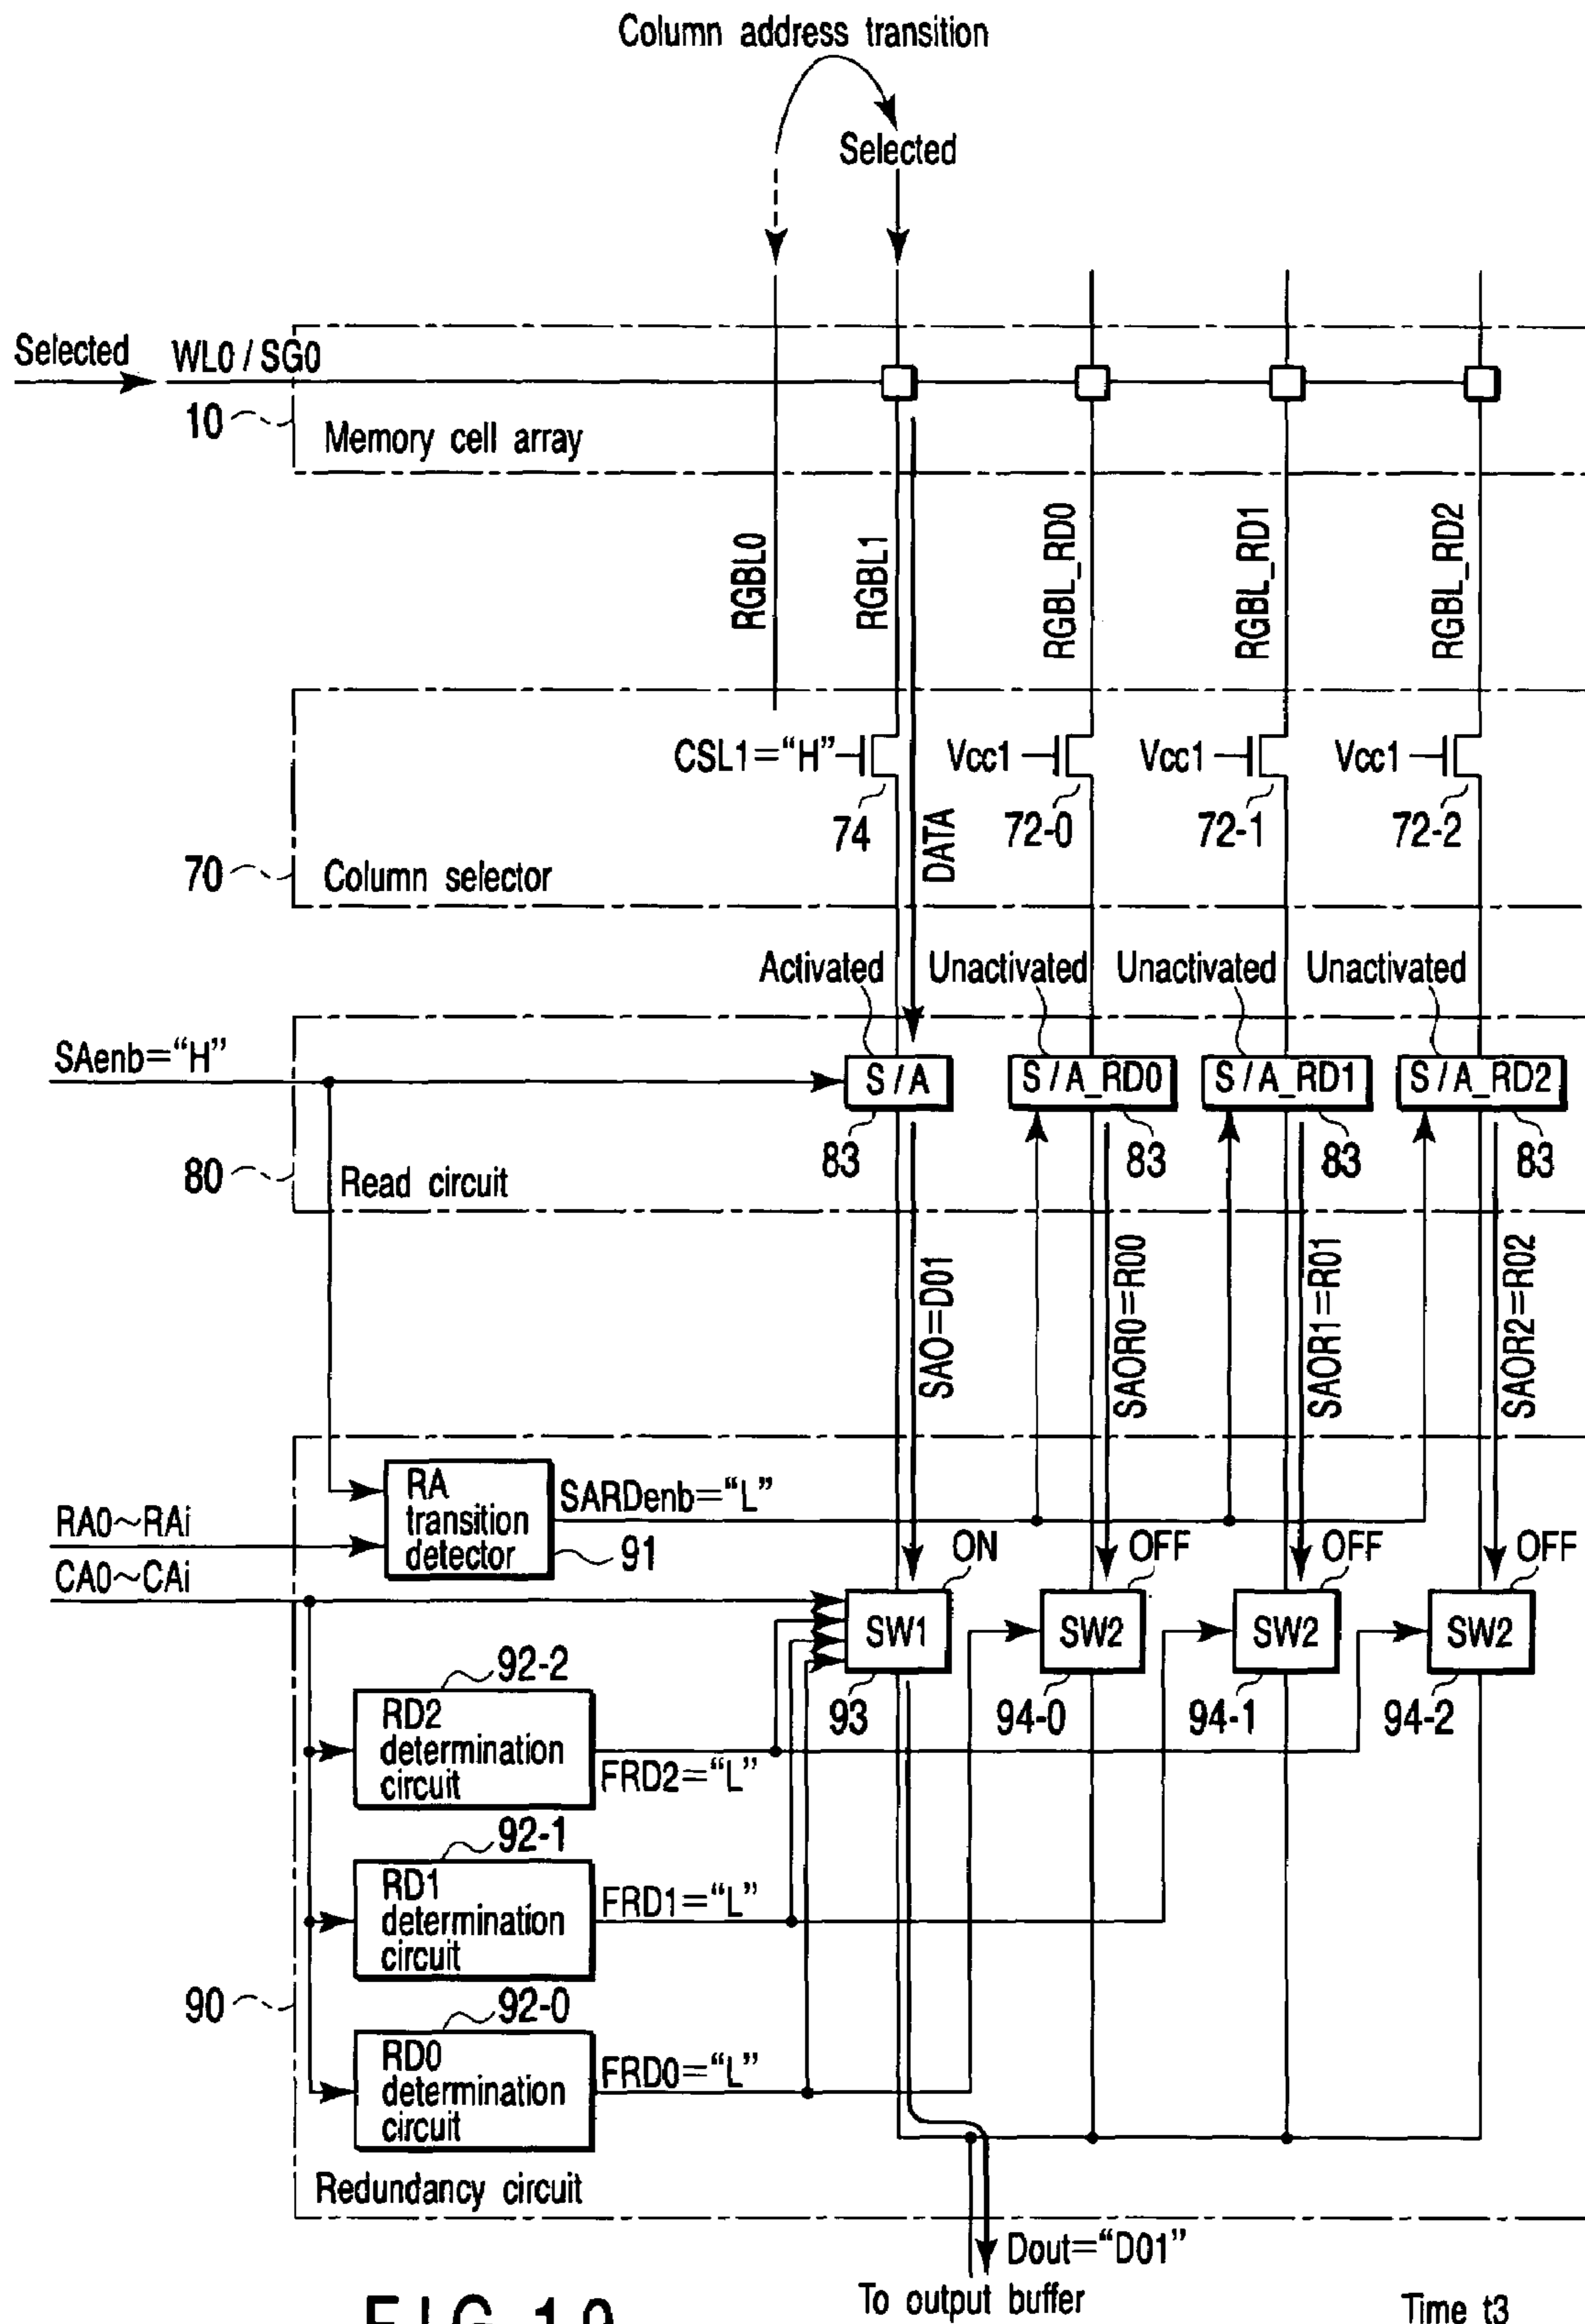 Column address transition
Selected
Selected
WL0 / SG0
10
Memory cell array
RGBL0
RGBL1
RGBL_RD0
RGBL_RD1
RGBL_RD2
CSL1="H"
Vcc1
Vcc1
Vcc1
74
72-0
72-1
72-2
DATA
70
Column selector
Activated
Unactivated
Unactivated
Unactivated
SAenb="H"
S/A
S/A_RD0
S/A_RD1
S/A_RD2
83
83
83
83
80
Read circuit
SAO=D01
SAOR0=R00
SAOR1=R01
SAOR2=R02
RA
transition
detector
SARDenb="L"
91
RA0~RAi
CA0~CAi
ON
OFF
OFF
OFF
SW1
SW2
SW2
SW2
93
94-0
94-1
94-2
92-2
RD2
determination
circuit
FRD2="L"
92-1
RD1
determination
circuit
FRD1="L"
90
92-0
RD0
determination
circuit
FRD0="L"
Redundancy circuit
Dout="D01"
To output buffer
Time t3